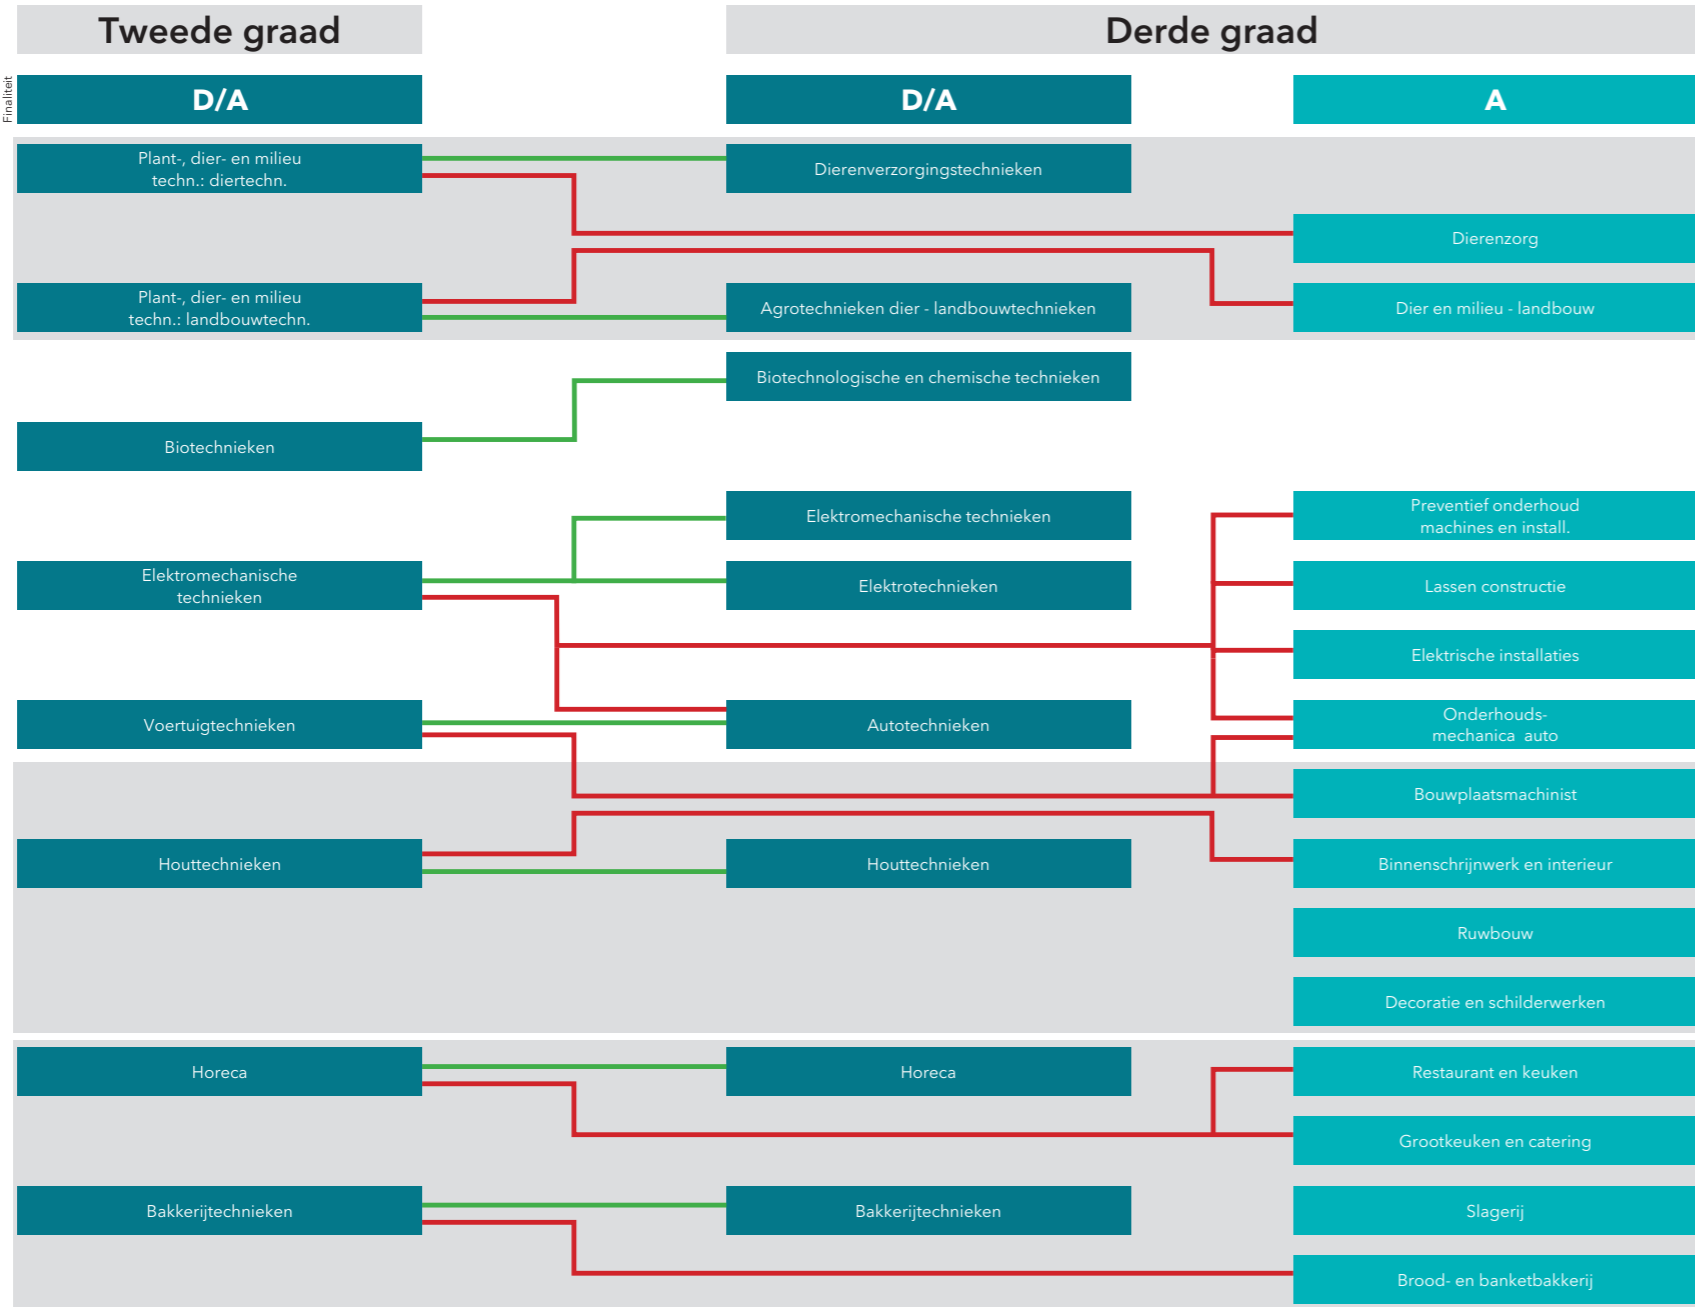 Tweede graad
Derde graad
Finaliteit
D/A
D/A
A
Plant-, dier- en milieu
techn.: diertechn.
Dierenverzorgingstechnieken
Dierenzorg
Plant-, dier- en milieu
techn.: landbouwtechn.
Agrotechnieken dier - landbouwtechnieken
Dier en milieu - landbouw
Biotechnologische en chemische technieken
Biotechnieken
Elektromechanische technieken
Preventief onderhoud
machines en install.
Elektromechanische
technieken
Elektrotechnieken
Lassen constructie
Elektrische installaties
Voertuigtechnieken
Autotechnieken
Onderhouds-
mechanica auto
Bouwplaatsmachinist
Houttechnieken
Houttechnieken
Binnenschrijnwerk en interieur
Ruwbouw
Decoratie en schilderwerken
Horeca
Horeca
Restaurant en keuken
Grootkeuken en catering
Bakkerijtechnieken
Bakkerijtechnieken
Slagerij
Brood- en banketbakkerij